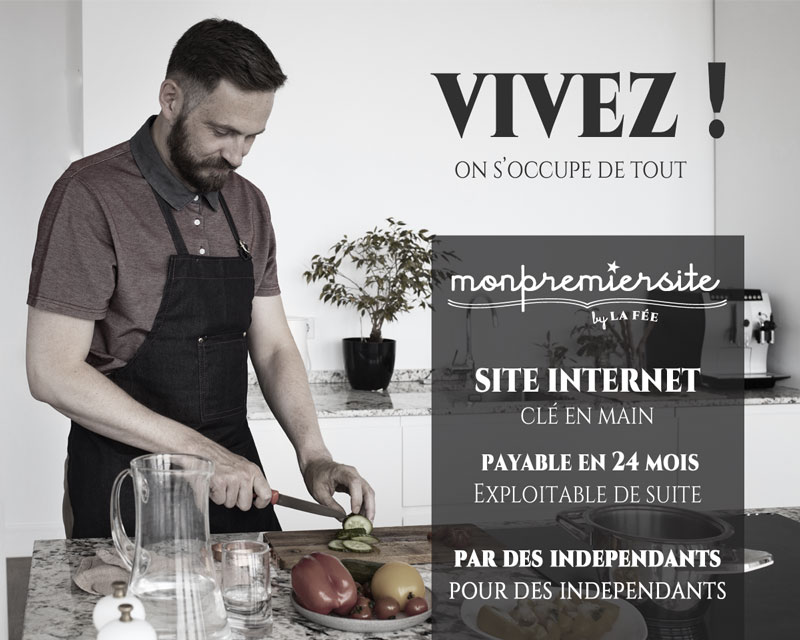 VIVEZ !
ON S'OCCUPE DE TOUT
monpremiersite
by LA FÉE
SITE INTERNET
CLÉ EN MAIN
PAYABLE EN 24 MOIS
EXPLOITABLE DE SUITE
PAR DES INDEPENDANTS
POUR DES INDEPENDANTS